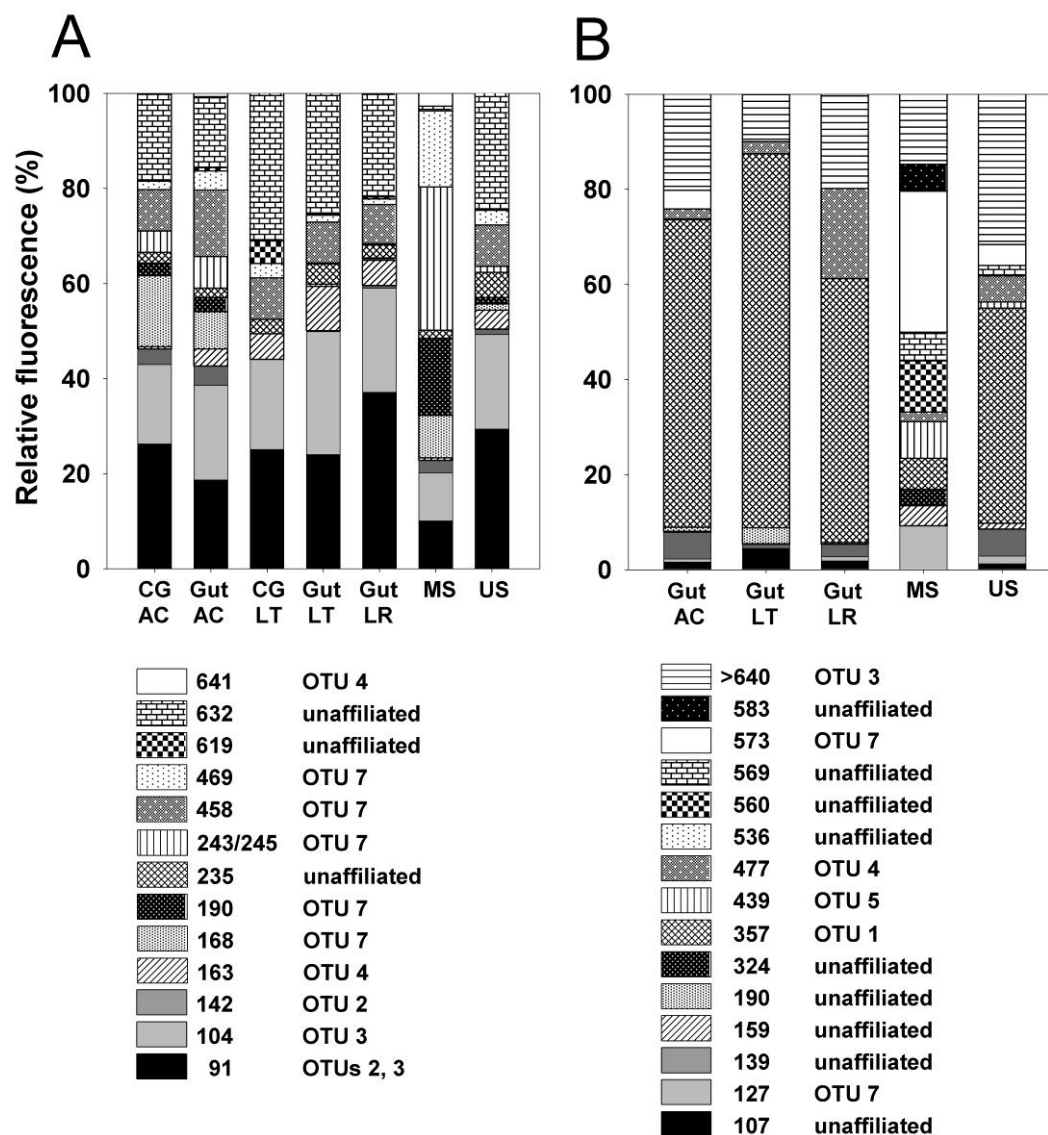 A
B
Relative fluorescence (%)
100
80
60
40
20
0
100
80
60
40
20
0
CG AC
Gut AC
CG LT
Gut LT
Gut LR
MS
US
Gut AC
Gut LT
Gut LR
MS
US
641 OTU 4
632 unaffiliated
619 unaffiliated
469 OTU 7
458 OTU 7
243/245 OTU 7
235 unaffiliated
190 OTU 7
168 OTU 7
163 OTU 4
142 OTU 2
104 OTU 3
91 OTUs 2, 3
>640 OTU 3
583 unaffiliated
573 OTU 7
569 unaffiliated
560 unaffiliated
536 unaffiliated
477 OTU 4
439 OTU 5
357 OTU 1
324 unaffiliated
190 unaffiliated
159 unaffiliated
139 unaffiliated
127 OTU 7
107 unaffiliated